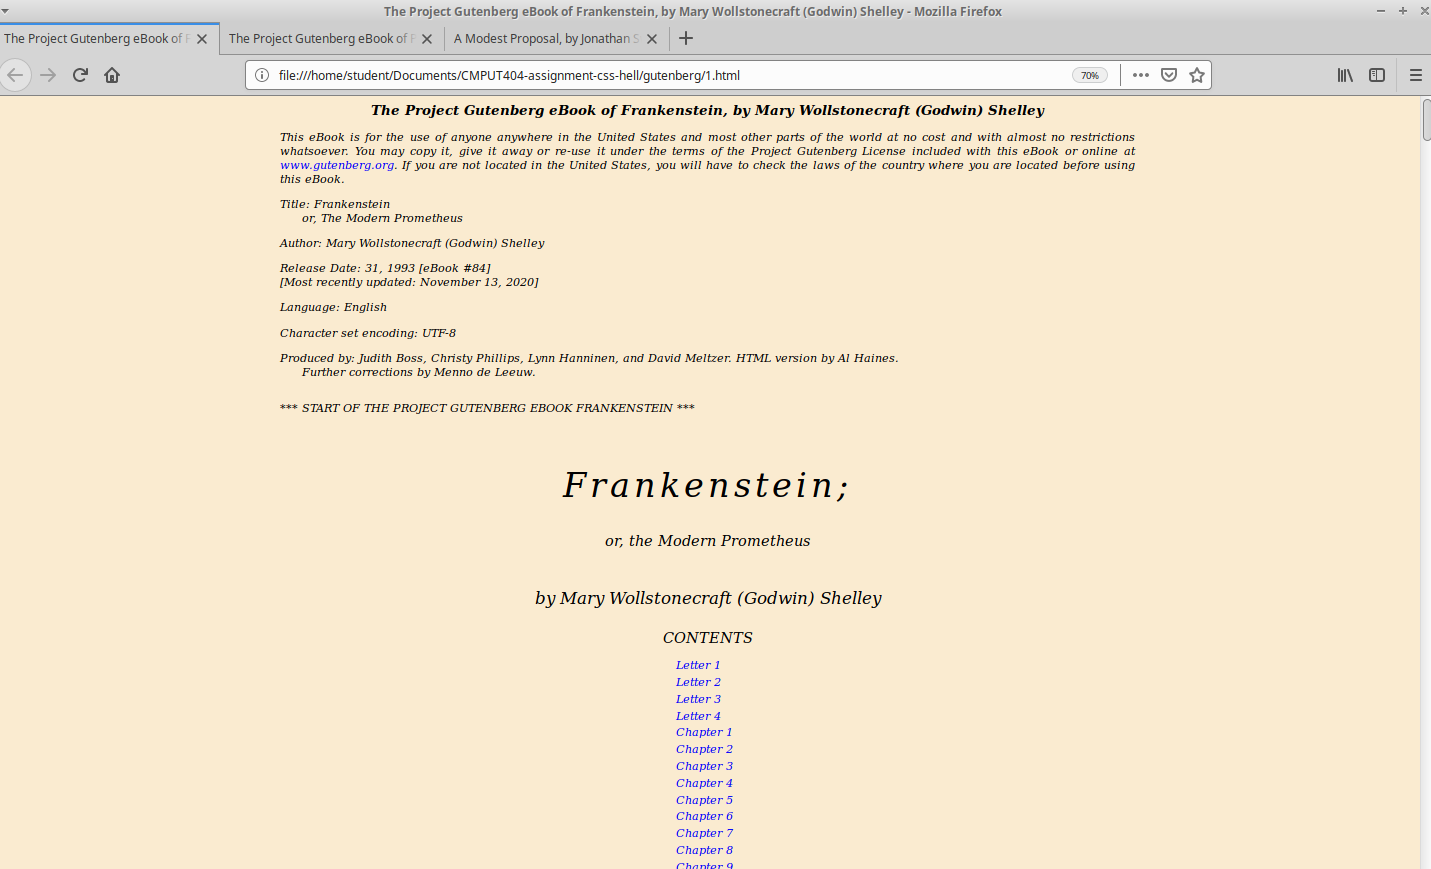 The Project Gutenberg eBook of Frankenstein, by Mary Wollstonecraft (Godwin) Shelley - Mozilla Firefox
The Project Gutenberg eBook of F The Project Gutenberg eBook of F A Modest Proposal, by Jonathan S
file:///home/student/Documents/CMPUT404-assignment-css-hell/gutenberg/1.html 70%
The Project Gutenberg eBook of Frankenstein, by Mary Wollstonecraft (Godwin) Shelley
This eBook is for the use of anyone anywhere in the United States and most other parts of the world at no cost and with almost no restrictions
whatsoever. You may copy it, give it away or re-use it under the terms of the Project Gutenberg License included with this eBook or online at
www.gutenberg.org. If you are not located in the United States, you will have to check the laws of the country where you are located before using
this eBook.
Title: Frankenstein
or, The Modern Prometheus
Author: Mary Wollstonecraft (Godwin) Shelley
Release Date: 31, 1993 [eBook #84]
[Most recently updated: November 13, 2020]
Language: English
Character set encoding: UTF-8
Produced by: Judith Boss, Christy Phillips, Lynn Hanninen, and David Meltzer. HTML version by Al Haines.
Further corrections by Menno de Leeuw.
*** START OF THE PROJECT GUTENBERG EBOOK FRANKENSTEIN ***
Frankenstein;
or, the Modern Prometheus
by Mary Wollstonecraft (Godwin) Shelley
CONTENTS
Letter 1
Letter 2
Letter 3
Letter 4
Chapter 1
Chapter 2
Chapter 3
Chapter 4
Chapter 5
Chapter 6
Chapter 7
Chapter 8
Chapter 9